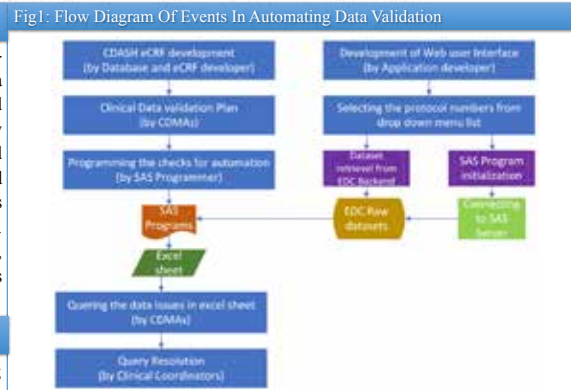 Fig1: Flow Diagram Of Events In Automating Data Validation
CDASH eCRF development
(by Database and eCRF developer)
Development of Web user Interface
(by Application developer)
Clinical Data validation Plan
(by CDMAs)
Selecting the protocol numbers from
drop down menu list
Programming the checks for automation
(by SAS Programmer)
Dataset
retrievel from
EDC Backend
SAS Program
initialization
SAS
Programs
EDC Raw
datasets
Connecting
to SAS
Server
Excel
sheet
Quering the data issues in excel sheet
(by CDMAs)
Query Resolution
(by Clinical Coordinators)